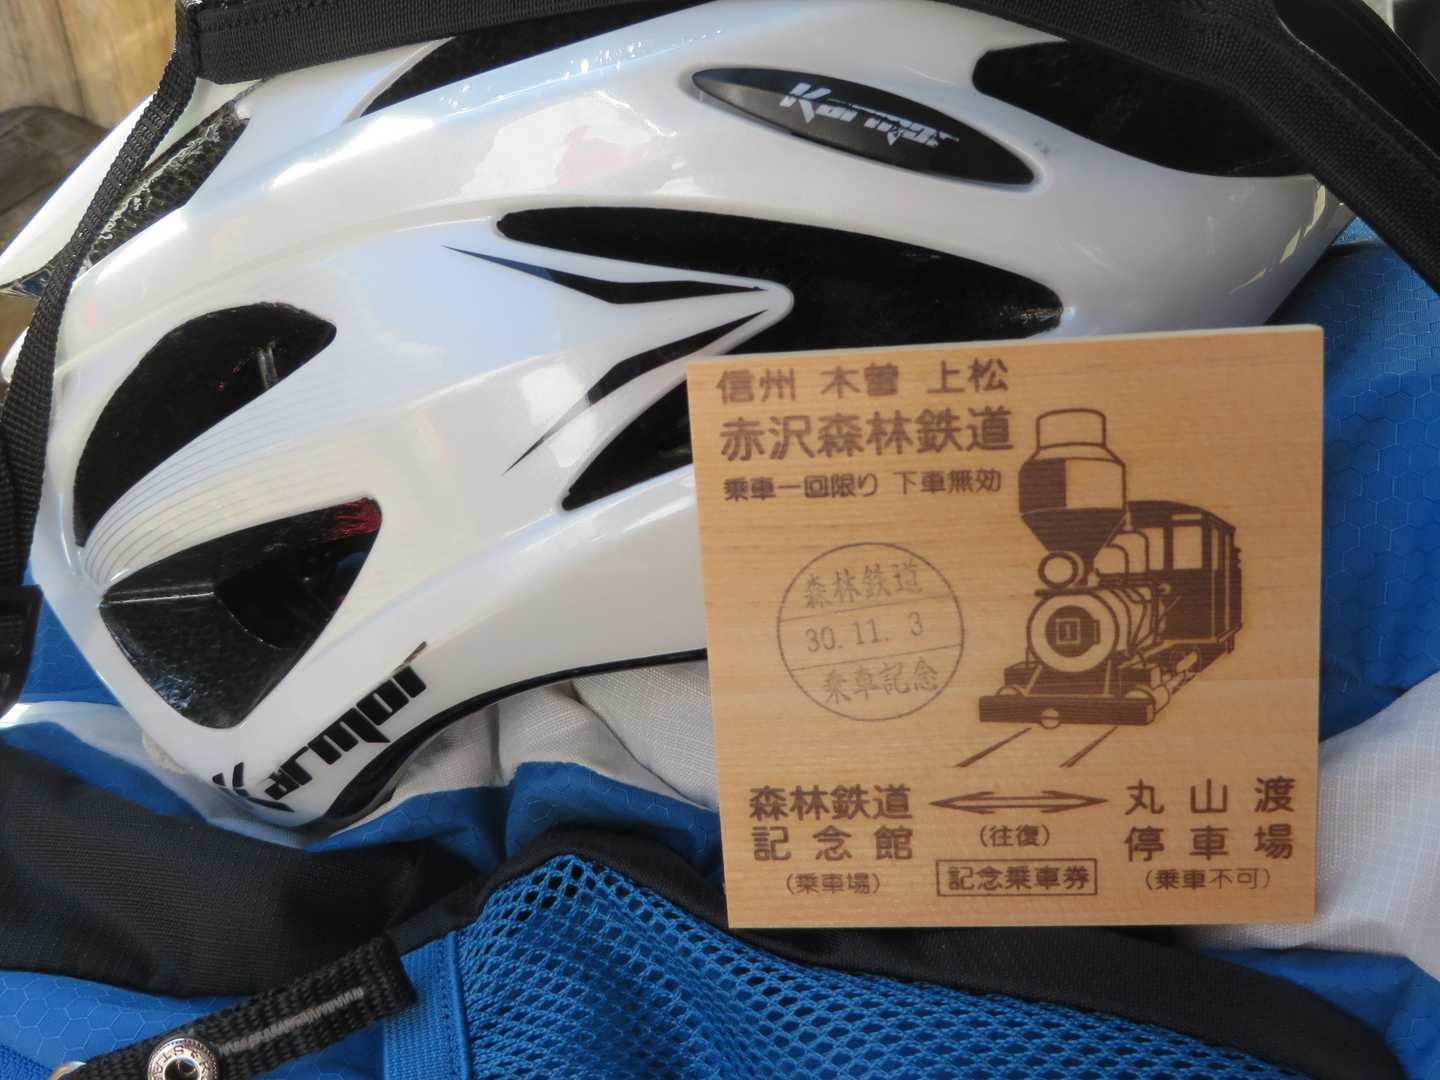 Karmor
信州 木曽 上松
赤沢森林鉄道
乗車一回限り 下車無効
森林鉄道
30.11. 3
乗車記念
森林鉄道
記念館
(乗車場)
(往復)
記念乗車券
丸山渡
停車場
(乗車不可)